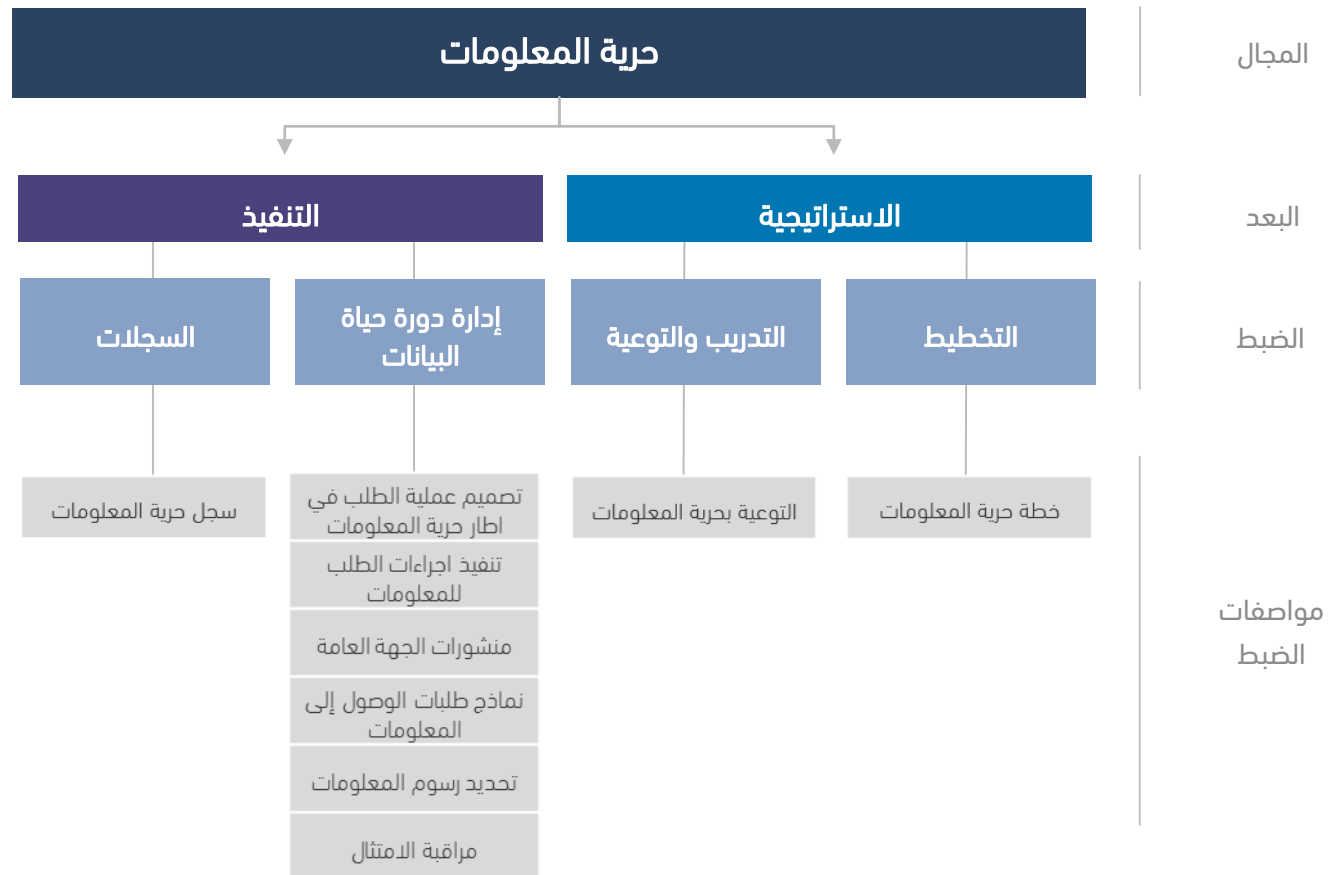 المجال
حرية المعلومات
البعد
الاستراتيجية
التنفيذ
الضبط
التخطيط
التدريب والتوعية
إدارة دورة حياة
البيانات
السجلات
مواصفات
الضبط
خطة حرية المعلومات
التوعية بحرية المعلومات
تصميم عملية الطلب في
اطار حرية المعلومات
تنفيذ اجراءات الطلب
للمعلومات
منشورات الجهة العامة
نماذج طلبات الوصول إلى
المعلومات
تحديد رسوم المعلومات
مراقبة الامتثال
سجل حرية المعلومات